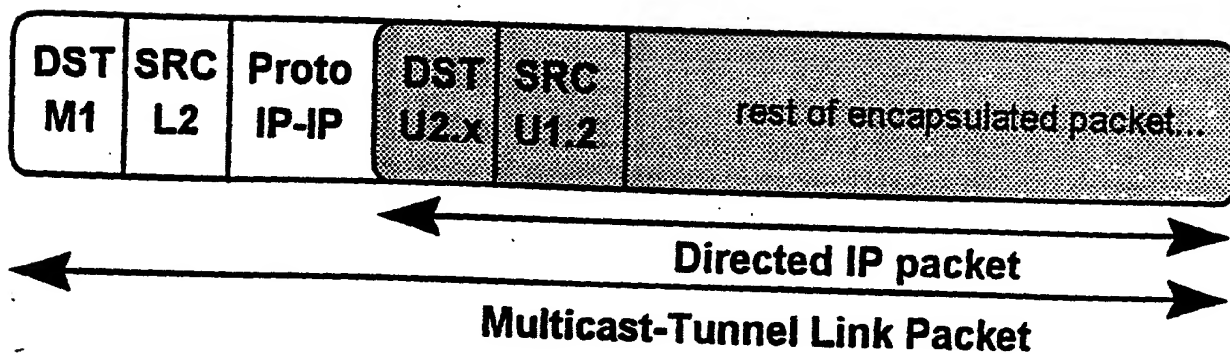 DST SRC Proto DST SRC
M1 L2 IP-IP U2.x U1.2
rest of encapsulated packet...
Directed IP packet
Multicast-Tunnel Link Packet